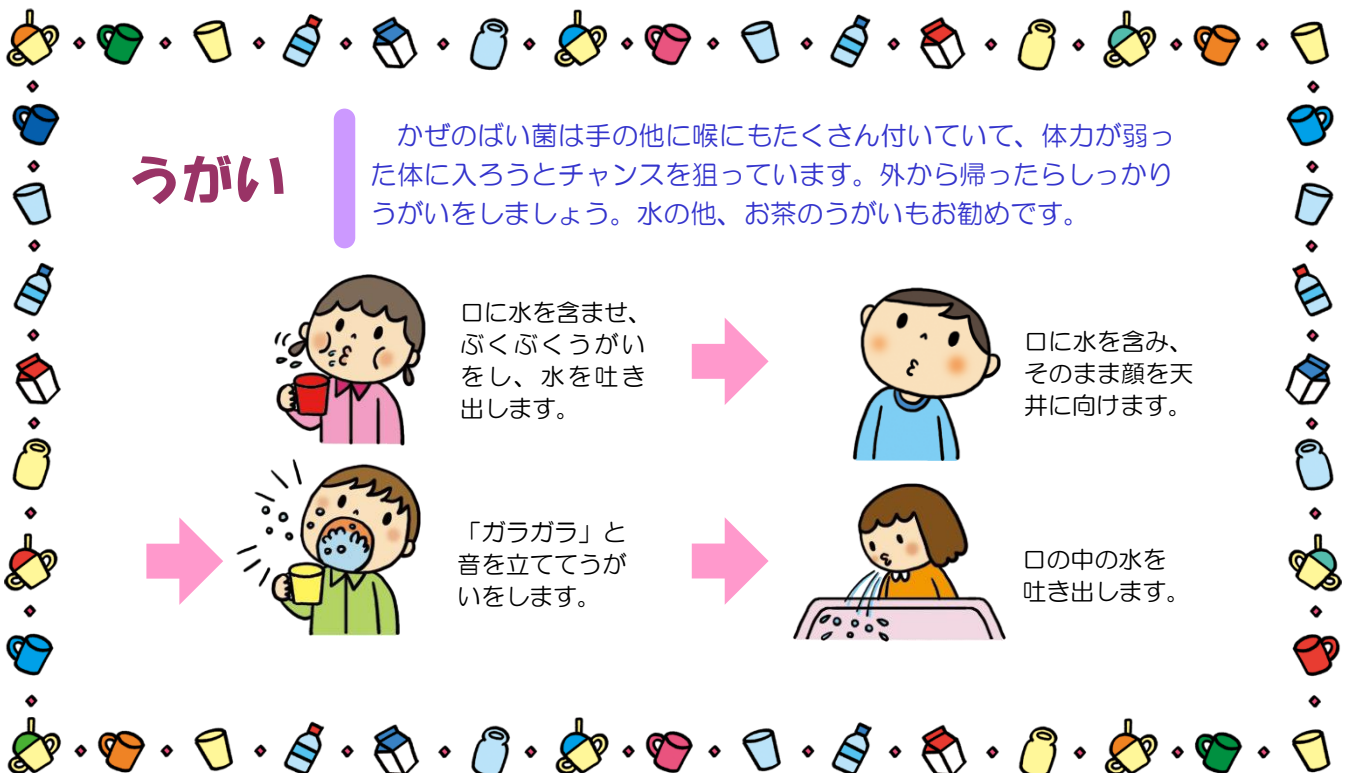 うがい
かぜのばい菌は手の他に喉にもたくさん付いていて、体力が弱っ
た体に入ろうとチャンスを狙っています。外から帰ったらしっかり
うがいをしましょう。水の他、お茶のうがいもお勧めです。
口に水を含ませ、
ぶくぶくうがい
をし、水を吐き
出します。
口に水を含み、
そのまま顔を天
井に向けます。
「ガラガラ」と
音を立ててうが
いをします。
口の中の水を
吐き出します。